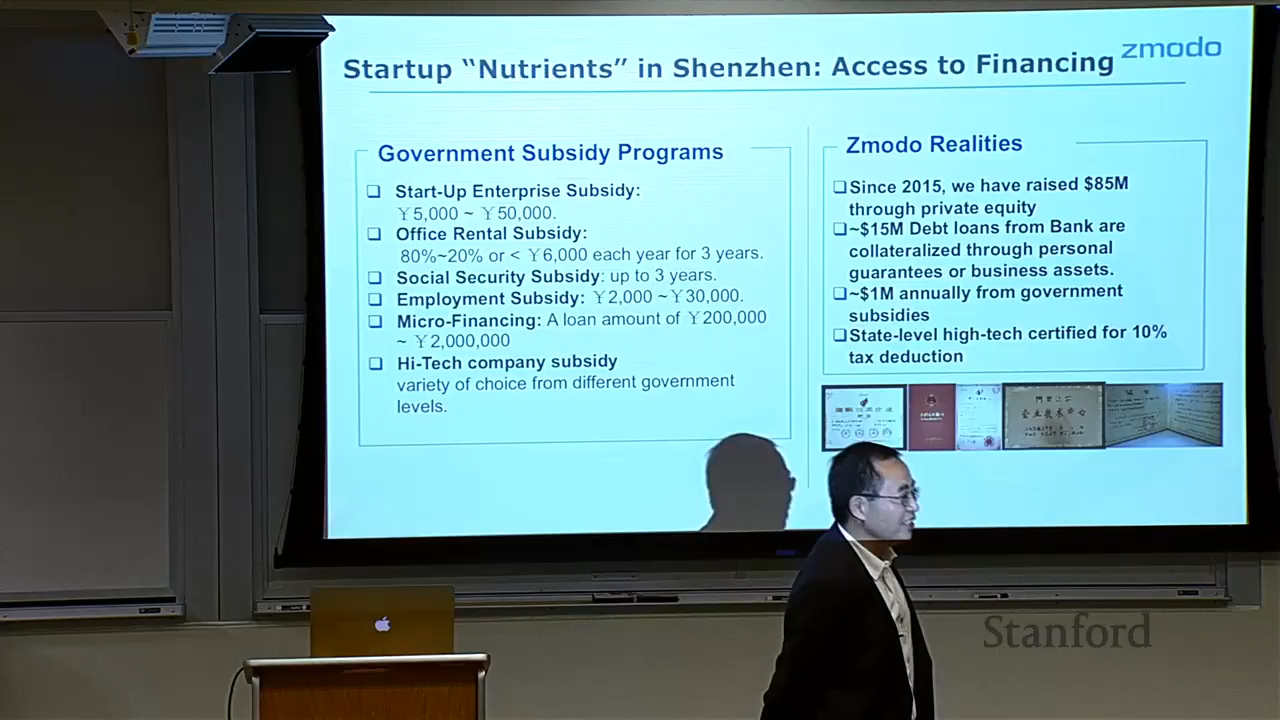 Startup “Nutrients” in Shenzhen: Access to Financing
zmodo
Government Subsidy Programs
Start-Up Enterprise Subsidy:
￥5,000 ~ ￥50,000.
Office Rental Subsidy:
80%~20% or < ￥6,000 each year for 3 years.
Social Security Subsidy: up to 3 years.
Employment Subsidy: ￥2,000 ~￥30,000.
Micro-Financing: A loan amount of ￥200,000
~ ￥2,000,000
Hi-Tech company subsidy
variety of choice from different government
levels.
Zmodo Realities
Since 2015, we have raised $85M
through private equity
~$15M Debt loans from Bank are
collateralized through personal
guarantees or business assets.
~$1M annually from government
subsidies
State-level high-tech certified for 10%
tax deduction
Stanford